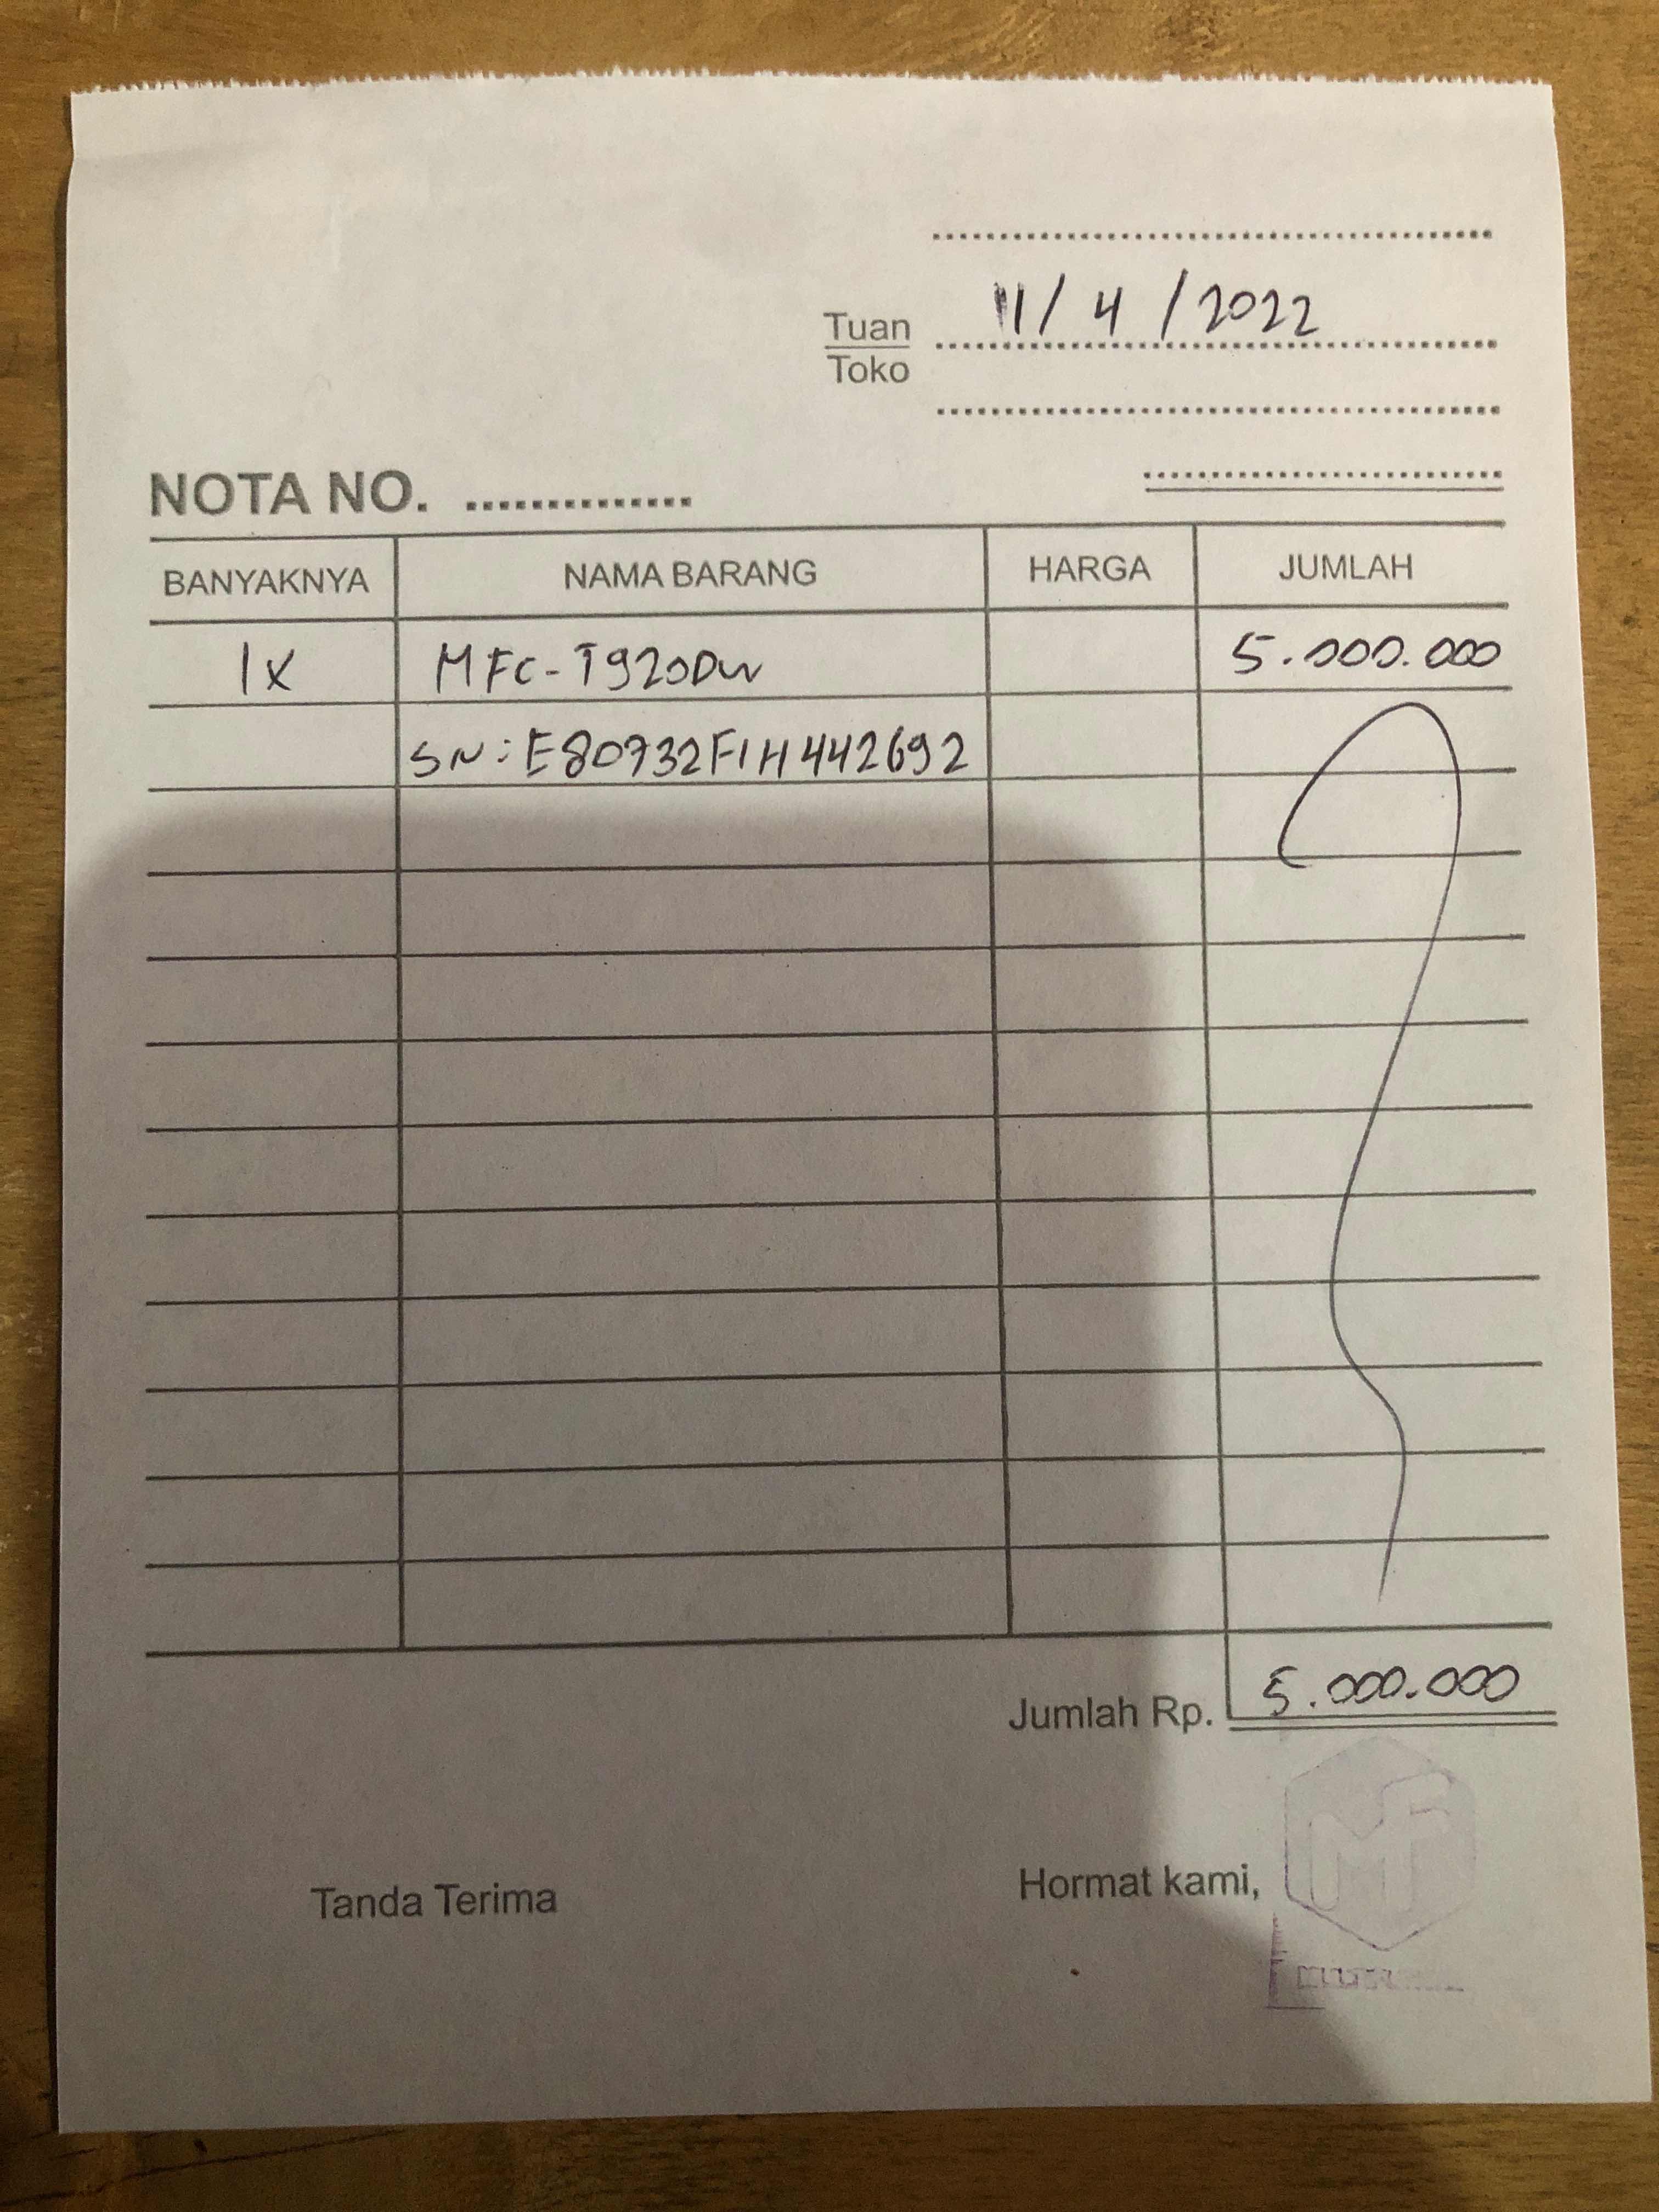 11/4/2022
Tuan
Toko
NOTA NO.
BANYAKNYA NAMA BARANG HARGA JUMLAH
1x MFC-T920DW 5.000.000
SN: E80732F1H442692
Jumlah Rp. 5.000.000
Tanda Terima Hormat kami,
MF